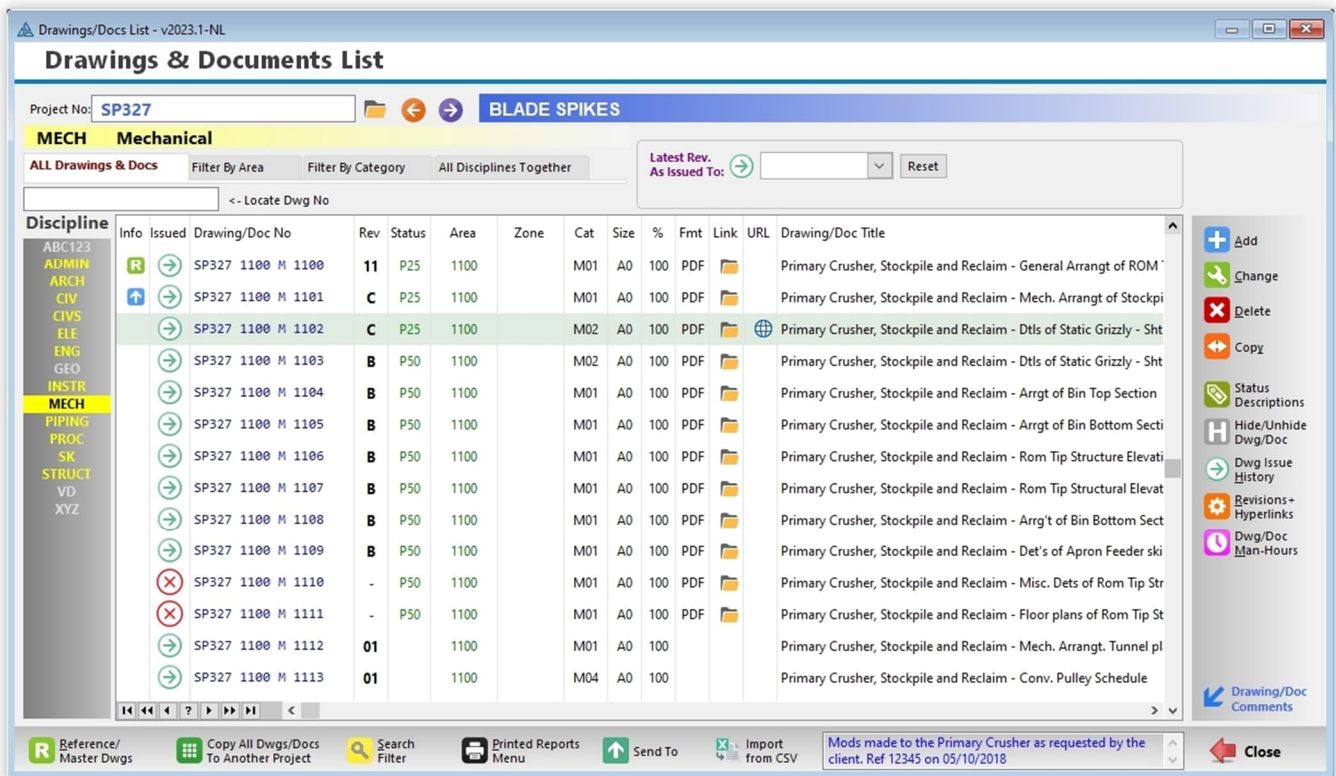 Drawings/Docs List - v2023.1-NL
Drawings & Documents List
Project No: SP327 BLADE SPIKES
MECH Mechanical
ALL Drawings & Docs Filter By Area Filter By Category All Disciplines Together
Latest Rev.
As Issued To: Reset
<- Locate Dwg No
Discipline
ABC123
ADMIN
ARCH
CIV
CIVS
ELE
ENG
GEO
INSTR
MECH
PIPING
PROC
SK
STRUCT
VD
XYZ
Info Issued Drawing/Doc No Rev Status Area Zone Cat Size % Fmt Link URL Drawing/Doc Title
R SP327 1100 M 1100 11 P25 1100 M01 A0 100 PDF Primary Crusher, Stockpile and Reclaim - General Arrangt of ROM
SP327 1100 M 1101 C P25 1100 M01 A0 100 PDF Primary Crusher, Stockpile and Reclaim - Mech. Arrangt of Stockpi
SP327 1100 M 1102 C P25 1100 M02 A0 100 PDF Primary Crusher, Stockpile and Reclaim - Dtls of Static Grizzly - Sht
SP327 1100 M 1103 B P50 1100 M02 A0 100 PDF Primary Crusher, Stockpile and Reclaim - Dtls of Static Grizzly - Sht
SP327 1100 M 1104 B P50 1100 M01 A0 100 PDF Primary Crusher, Stockpile and Reclaim - Arrgt of Bin Top Section
SP327 1100 M 1105 B P50 1100 M01 A0 100 PDF Primary Crusher, Stockpile and Reclaim - Arrgt of Bin Bottom Secti
SP327 1100 M 1106 B P50 1100 M01 A0 100 PDF Primary Crusher, Stockpile and Reclaim - Rom Tip Structure Elevati
SP327 1100 M 1107 B P50 1100 M01 A0 100 PDF Primary Crusher, Stockpile and Reclaim - Rom Tip Structural Elevat
SP327 1100 M 1108 B P50 1100 M01 A0 100 PDF Primary Crusher, Stockpile and Reclaim - Arrg't of Bin Bottom Sect
SP327 1100 M 1109 B P50 1100 M01 A0 100 PDF Primary Crusher, Stockpile and Reclaim - Det's of Apron Feeder ski
SP327 1100 M 1110 - P50 1100 M01 A0 100 PDF Primary Crusher, Stockpile and Reclaim - Misc. Dets of Rom Tip Str
SP327 1100 M 1111 - P50 1100 M01 A0 100 PDF Primary Crusher, Stockpile and Reclaim - Floor plans of Rom Tip St
SP327 1100 M 1112 01 1100 M01 A0 100 Primary Crusher, Stockpile and Reclaim - Mech. Arrangt. Tunnel pl
SP327 1100 M 1113 01 1100 M04 A0 100 Primary Crusher, Stockpile and Reclaim - Conv. Pulley Schedule
?
Add
Change
Delete
Copy
Status
Descriptions
H Hide/Unhide
Dwg/Doc
Dwg Issue
History
Revisions+
Hyperlinks
Dwg/Doc
Man-Hours
Drawing/Doc
Comments
R Reference/
Master Dwgs
Copy All Dwgs/Docs
To Another Project
Search
Filter
Printed Reports
Menu
Send To
Import
from CSV
Mods made to the Primary Crusher as requested by the
client. Ref 12345 on 05/10/2018
Close